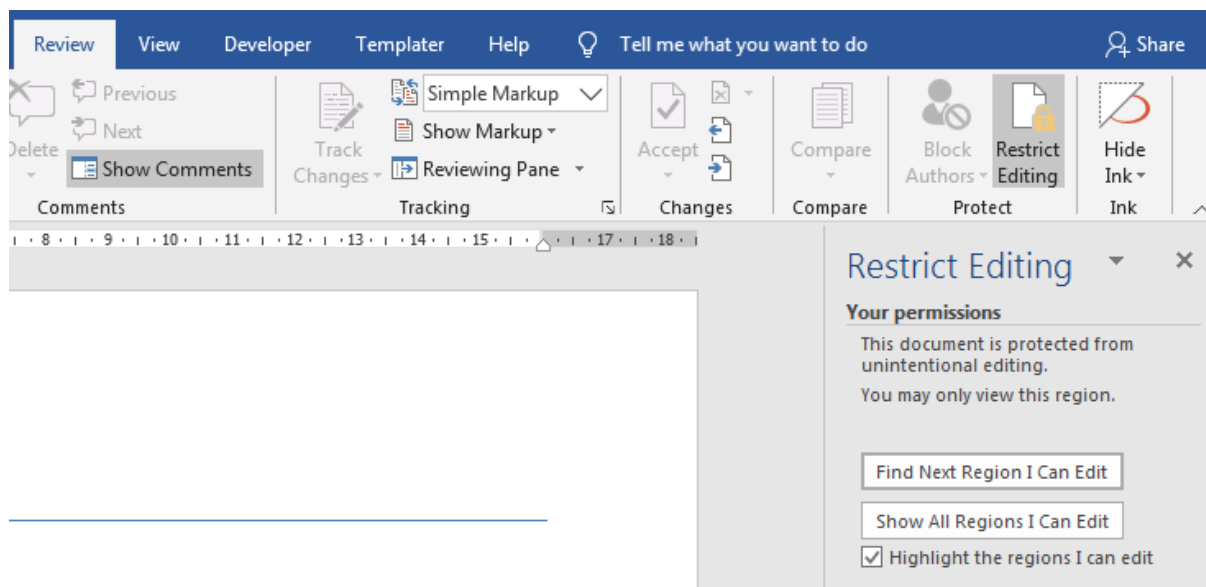 Review View Developer Templater Help Tell me what you want to do Share
Previous Simple Markup
Next Show Markup
Delete Show Comments Track Changes Reviewing Pane Accept Compare Block Authors Restrict Editing Hide Ink
Comments Tracking Changes Compare Protect Ink
8 9 10 11 12 13 14 15 17 18
Restrict Editing
Your permissions
This document is protected from
unintentional editing.
You may only view this region.
Find Next Region I Can Edit
Show All Regions I Can Edit
Highlight the regions I can edit